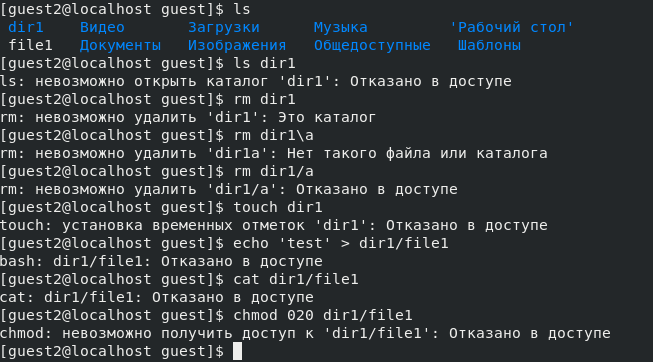 [guest2@localhost guest]$ ls
dir1 Видео Загрузки Музыка 'Рабочий стол'
file1 Документы Изображения Общедоступные Шаблоны
[guest2@localhost guest]$ ls dir1
ls: невозможно открыть каталог 'dir1': Отказано в доступе
[guest2@localhost guest]$ rm dir1
rm: невозможно удалить 'dir1': Это каталог
[guest2@localhost guest]$ rm dir1\a
rm: невозможно удалить 'dir1a': Нет такого файла или каталога
[guest2@localhost guest]$ rm dir1/a
rm: невозможно удалить 'dir1/a': Отказано в доступе
[guest2@localhost guest]$ touch dir1
touch: установка временных отметок 'dir1': Отказано в доступе
[guest2@localhost guest]$ echo 'test' > dir1/file1
bash: dir1/file1: Отказано в доступе
[guest2@localhost guest]$ cat dir1/file1
cat: dir1/file1: Отказано в доступе
[guest2@localhost guest]$ chmod 020 dir1/file1
chmod: невозможно получить доступ к 'dir1/file1': Отказано в доступе
[guest2@localhost guest]$